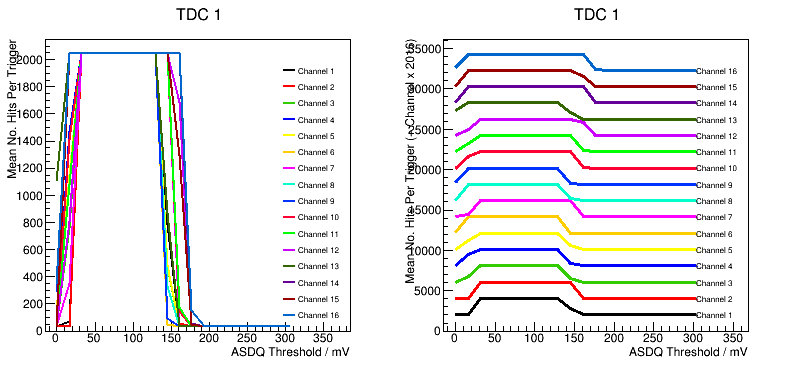 TDC 1
Mean No. Hits Per Trigger
2000
1800
1600
1400
1200
1000
800
600
400
200
0
0 50 100 150 200 250 300 350
ASDQ Threshold / mV
Channel 1
Channel 2
Channel 3
Channel 4
Channel 5
Channel 6
Channel 7
Channel 8
Channel 9
Channel 10
Channel 11
Channel 12
Channel 13
Channel 14
Channel 15
Channel 16
TDC 1
Mean No. Hits Per Trigger (+ Channel x 2016)
35000
30000
25000
20000
15000
10000
5000
0
0 50 100 150 200 250 300 350
ASDQ Threshold / mV
Channel 16
Channel 15
Channel 14
Channel 13
Channel 12
Channel 11
Channel 10
Channel 9
Channel 8
Channel 7
Channel 6
Channel 5
Channel 4
Channel 3
Channel 2
Channel 1